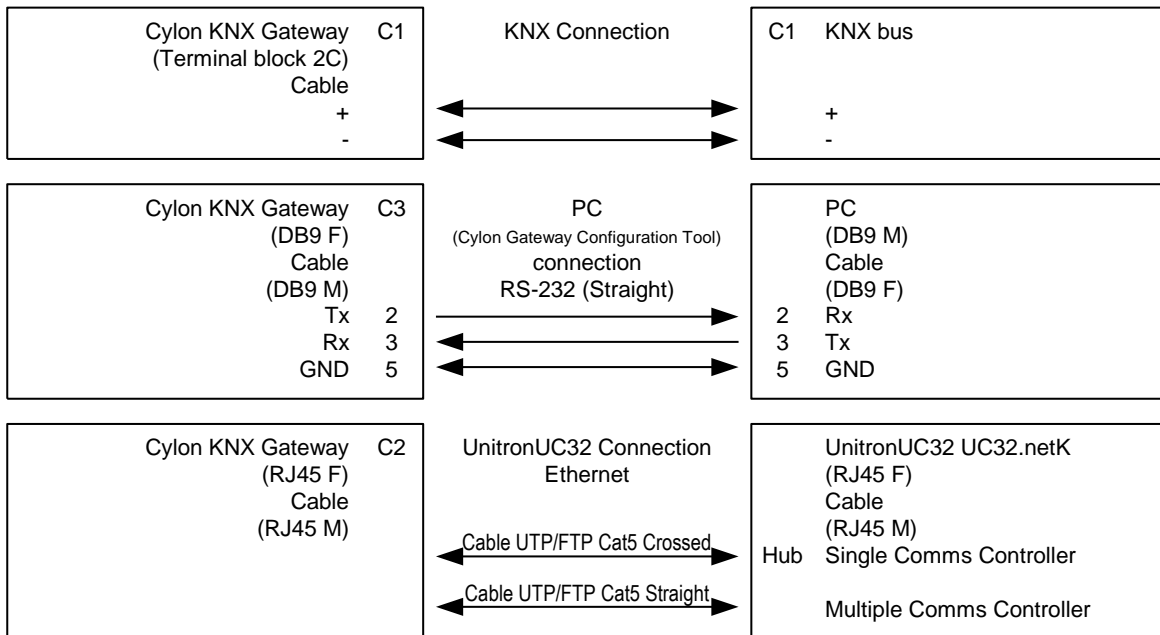 Cylon KNX Gateway C1 KNX Connection C1 KNX bus
(Terminal block 2C)
Cable
+ +
- -
Cylon KNX Gateway C3 PC PC
(DB9 F) (Cylon Gateway Configuration Tool) (DB9 M)
Cable connection Cable
(DB9 M) RS-232 (Straight) (DB9 F)
Tx 2 2 Rx
Rx 3 3 Tx
GND 5 5 GND
Cylon KNX Gateway C2 UnitronUC32 Connection UnitronUC32 UC32.netK
(RJ45 F) Ethernet (RJ45 F)
Cable Cable
(RJ45 M) (RJ45 M)
Cable UTP/FTP Cat5 Crossed Hub Single Comms Controller
Cable UTP/FTP Cat5 Straight
Multiple Comms Controller